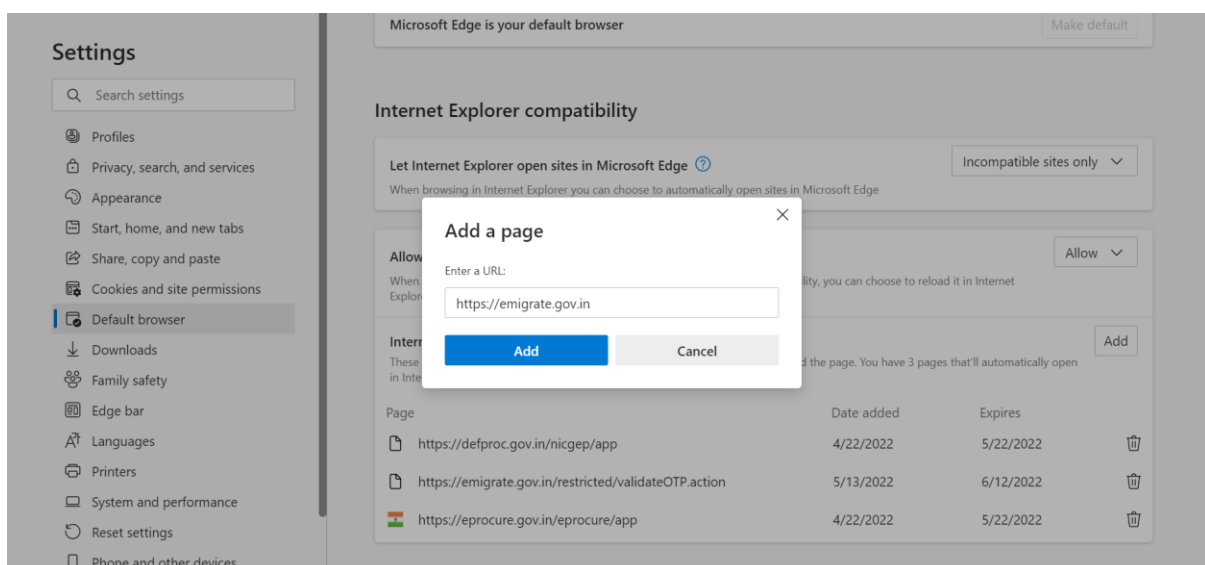 Settings
Search settings
Profiles
Privacy, search, and services
Appearance
Start, home, and new tabs
Share, copy and paste
Cookies and site permissions
Default browser
Downloads
Family safety
Edge bar
Languages
Printers
System and performance
Reset settings
Phone and other devices
Microsoft Edge is your default browser
Make default
Internet Explorer compatibility
Let Internet Explorer open sites in Microsoft Edge
Incompatible sites only
When browsing in Internet Explorer you can choose to automatically open sites in Microsoft Edge
Add a page
Enter a URL:
https://emigrate.gov.in
Add
Cancel
Allow
Allow
When
you can choose to reload it in Internet
Add
These
the page. You have 3 pages that'll automatically open
Page
Date added
Expires
https://defproc.gov.in/nicgep/app
4/22/2022
5/22/2022
https://emigrate.gov.in/restricted/validateOTP.action
5/13/2022
6/12/2022
https://eprocure.gov.in/eprocure/app
4/22/2022
5/22/2022